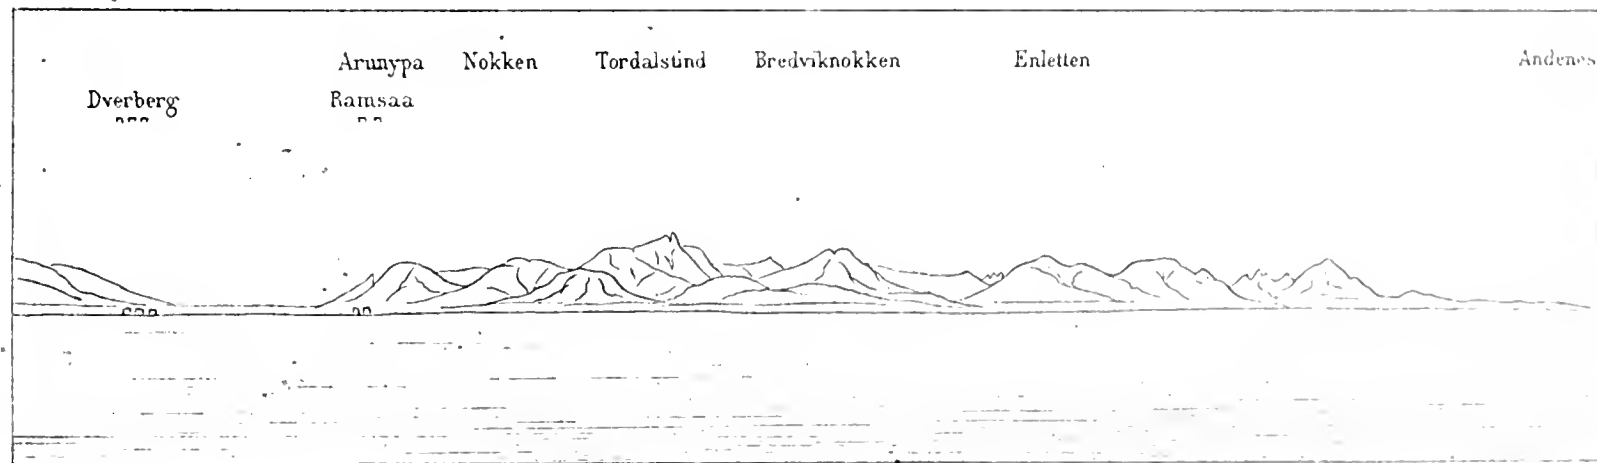 Arunypa Nokken Tordalstind Bredviknokken Enletten Andenes
Dverberg Ramsaa